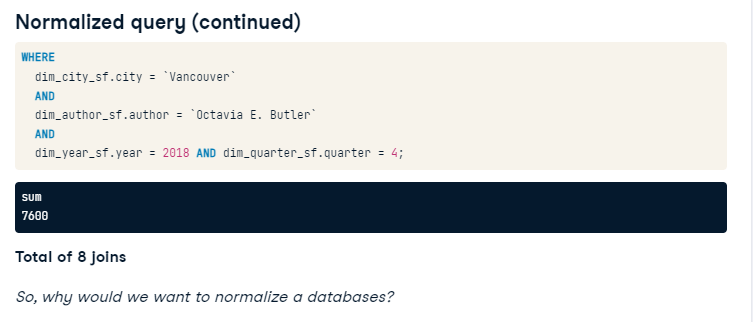 Normalized query (continued)
WHERE
dim_city_sf.city = `Vancouver`
AND
dim_author_sf.author = `Octavia E. Butler`
AND
dim_year_sf.year = 2018 AND dim_quarter_sf.quarter = 4;
sum
7600
Total of 8 joins
So, why would we want to normalize a databases?